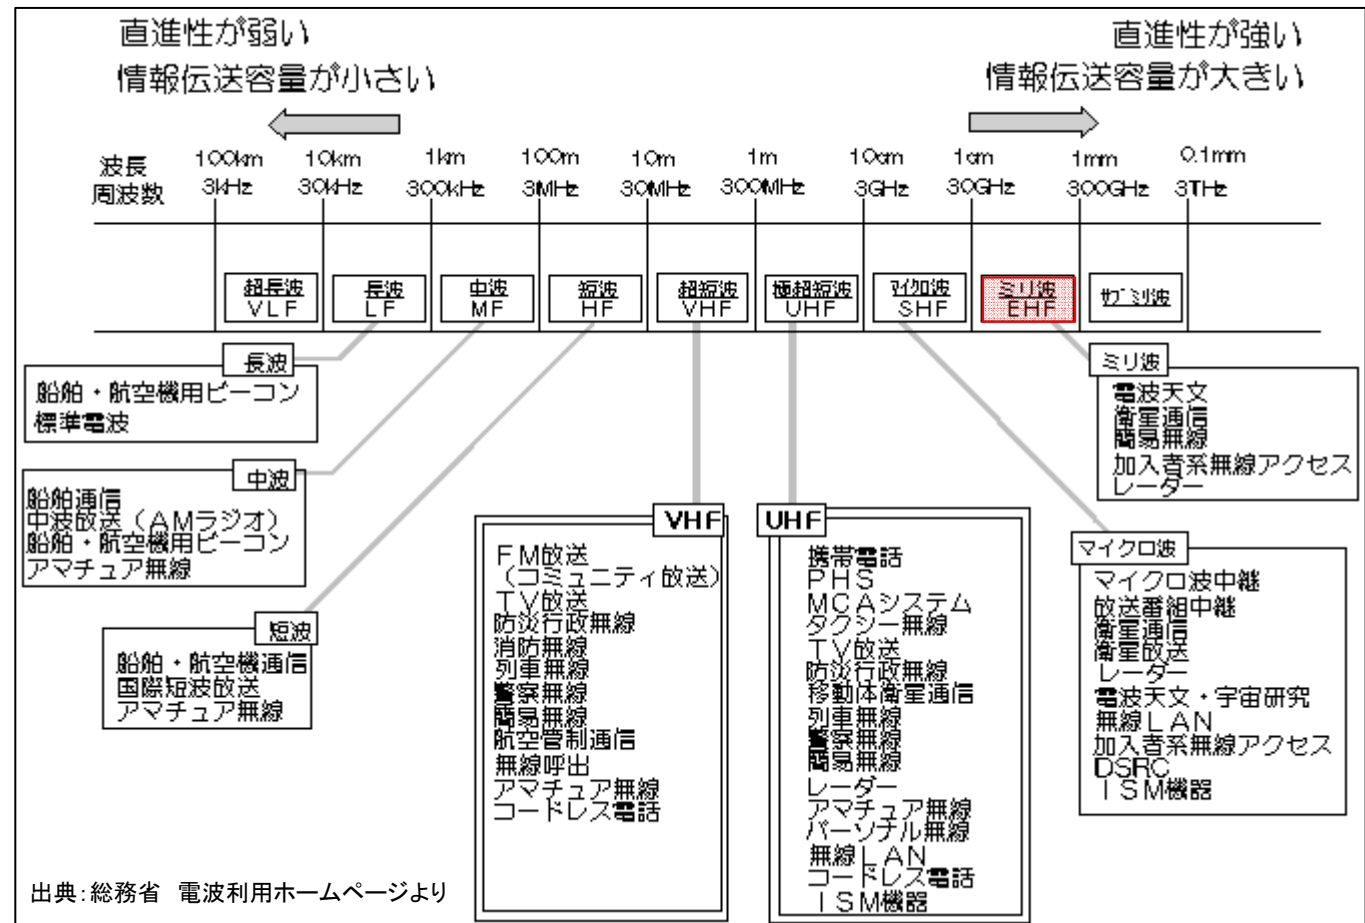 直進性が弱い
情報伝送容量が小さい
直進性が強い
情報伝送容量が大きい
波長 100km 10km 1km 100m 10m 1m 10cm 1cm 1mm 0.1mm
周波数 3kHz 30kHz 300kHz 3MHz 30MHz 300MHz 3GHz 30GHz 300GHz 3THz
超長波 長波 中波 短波 超短波 極超短波 ﾏｲｸﾛ波 ミリ波 ｻﾌﾞﾐﾘ波
VLF LF MF HF VHF UHF SHF EHF
長波
船舶・航空機用ビーコン
標準電波
中波
船舶通信
中波放送(AMラジオ)
船舶・航空機用ビーコン
アマチュア無線
短波
船舶・航空機通信
国際短波放送
アマチュア無線
VHF
FM放送
(コミュニティ放送)
TV放送
防災行政無線
消防無線
列車無線
警察無線
簡易無線
航空管制通信
無線呼出
アマチュア無線
コードレス電話
UHF
携帯電話
PHS
MCAシステム
タクシー無線
TV放送
防災行政無線
移動体衛星通信
列車無線
警察無線
簡易無線
レーダー
アマチュア無線
パーソナル無線
無線LAN
コードレス電話
ISM機器
ミリ波
電波天文
衛星通信
簡易無線
加入者系無線アクセス
レーダー
マイクロ波
マイクロ波中継
放送番組中継
衛星通信
衛星放送
レーダー
電波天文・宇宙研究
無線LAN
加入者系無線アクセス
DSRC
ISM機器
出典:総務省 電波利用ホームページより